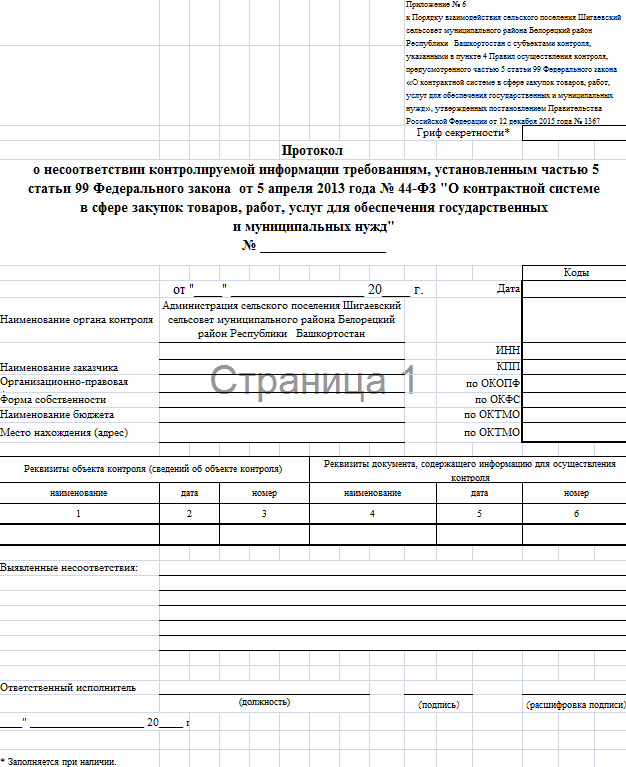 Приложение № 6
к Порядку взаимодействия сельского поселения Шигаевский
сельсовет муниципального района Белорецкий район
Республики Башкортостан с субъектами контроля,
указанными в пункте 4 Правил осуществления контроля,
предусмотренного частью 5 статьи 99 Федерального закона
«О контрактной системе в сфере закупок товаров, работ,
услуг для обеспечения государственных и муниципальных
нужд», утвержденных постановлением Правительства
Российской Федерации от 12 декабря 2015 года № 1367
Гриф секретности*
Протокол
о несоответствии контролируемой информации требованиям, установленным частью 5
статьи 99 Федерального закона от 5 апреля 2013 года № 44-ФЗ "О контрактной системе
в сфере закупок товаров, работ, услуг для обеспечения государственных
и муниципальных нужд"
№ __________________
Коды
от "____" ___________________ 20____ г. Дата
Наименование органа контроля
Администрация сельского поселения Шигаевский
сельсовет муниципального района Белорецкий
район Республики Башкортостан
ИНН
Наименование заказчика КПП
Организационно-правовая по ОКОПФ
Форма собственности по ОКФС
Наименование бюджета по ОКТМО
Место нахождения (адрес) по ОКТМО
Страница 1
Реквизиты объекта контроля (сведений об объекте контроля)
Реквизиты документа, содержащего информацию для осуществления
контроля
наименование дата номер наименование дата номер
1 2 3 4 5 6
Выявленные несоответствия:
Ответственный исполнитель
(должность) (подпись) (расшифровка подписи)
____" ____________________ 20____ г
* Заполняется при наличии.